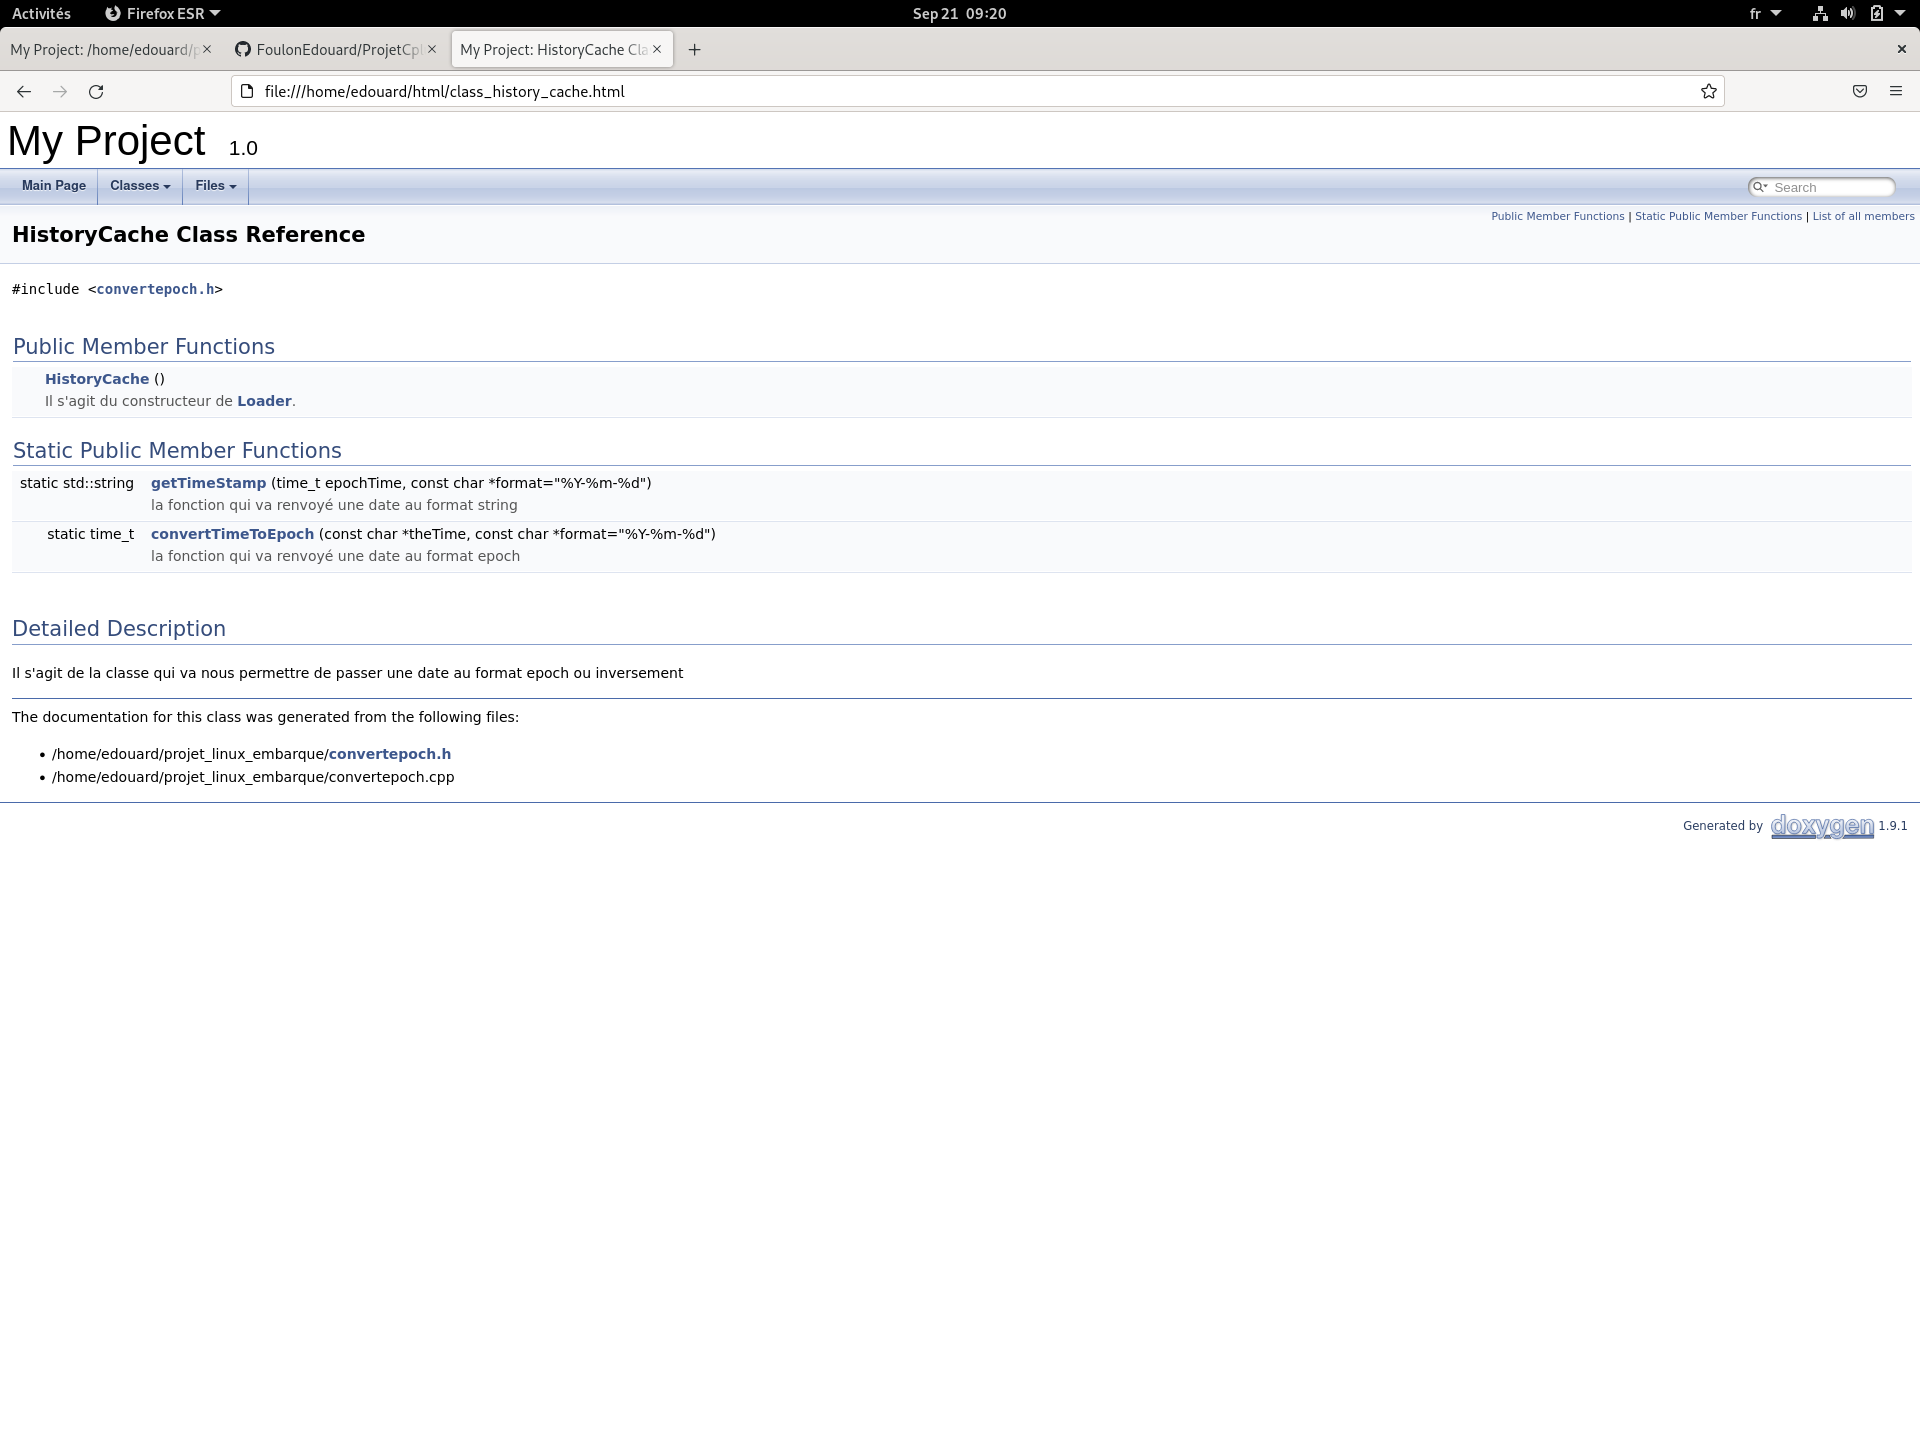 Activités Firefox ESR Sep 21 09:20 fr
My Project: /home/edouard/p FoulonEdouard/ProjetCpl My Project: HistoryCache Cla
file:///home/edouard/html/class_history_cache.html
My Project 1.0
Main Page Classes Files Search
Public Member Functions | Static Public Member Functions | List of all members
HistoryCache Class Reference
#include <convertepoch.h>
Public Member Functions
HistoryCache ()
Il s'agit du constructeur de Loader.
Static Public Member Functions
static std::string getTimeStamp (time_t epochTime, const char *format="%Y-%m-%d")
la fonction qui va renvoyé une date au format string
static time_t convertTimeToEpoch (const char *theTime, const char *format="%Y-%m-%d")
la fonction qui va renvoyé une date au format epoch
Detailed Description
Il s'agit de la classe qui va nous permettre de passer une date au format epoch ou inversement
The documentation for this class was generated from the following files:
• /home/edouard/projet_linux_embarque/convertepoch.h
• /home/edouard/projet_linux_embarque/convertepoch.cpp
Generated by doxygen 1.9.1